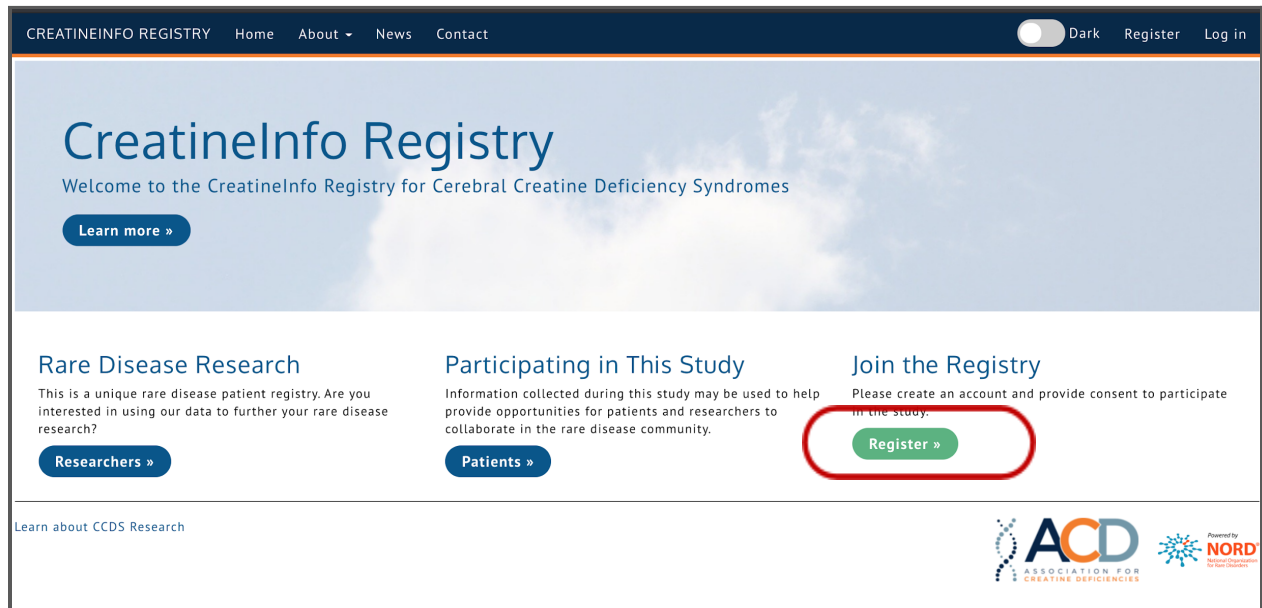 CREATINEINFO REGISTRY Home About News Contact Dark Register Log in
CreatineInfo Registry
Welcome to the CreatineInfo Registry for Cerebral Creatine Deficiency Syndromes
Learn more »
Rare Disease Research
This is a unique rare disease patient registry. Are you
interested in using our data to further your rare disease
research?
Researchers »
Participating in This Study
Information collected during this study may be used to help
provide opportunities for patients and researchers to
collaborate in the rare disease community.
Patients »
Join the Registry
Please create an account and provide consent to participate
in the study.
Register »
Learn about CCDS Research
ACD
ASSOCIATION FOR
CREATINE DEFICIENCIES
Powered by
NORD®
National Organization
for Rare Disorders